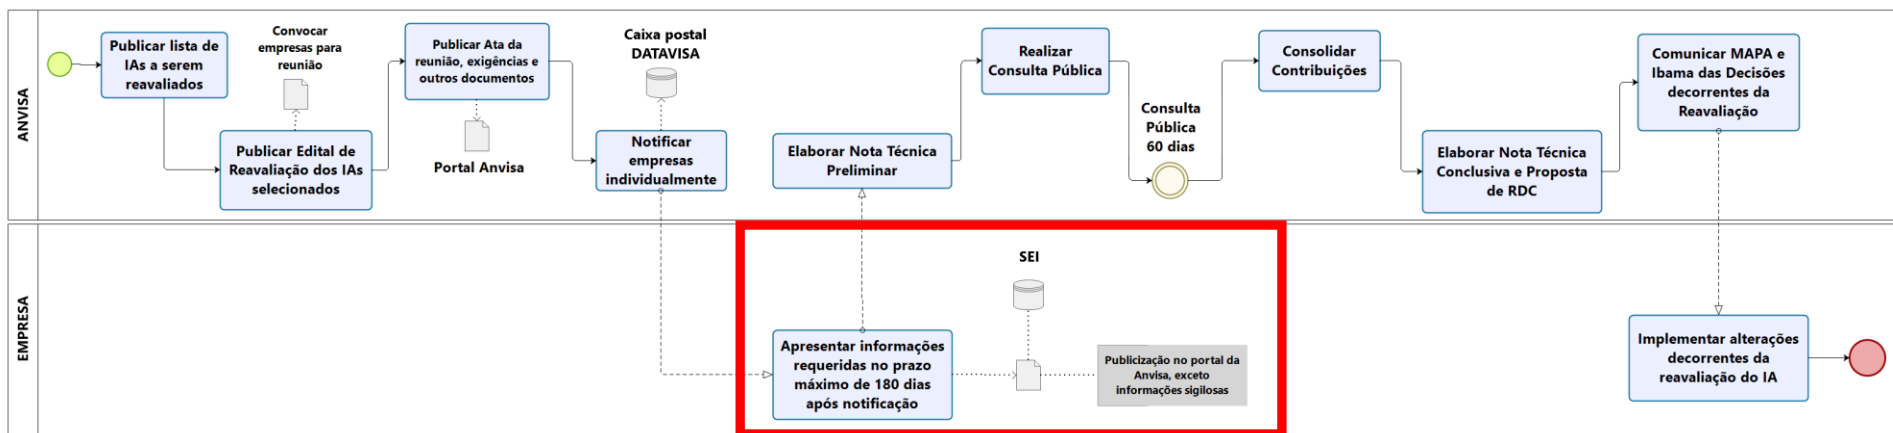 ANVISA
Publicar lista de
IAs a serem
reavaliados
Convocar
empresas para
reunião
Publicar Edital de
Reavaliação dos IAs
selecionados
Publicar Ata da
reunião, exigências e
outros documentos
Portal Anvisa
Caixa postal
DATAVISA
Notificar
empresas
individualmente
Elaborar Nota Técnica
Preliminar
Realizar
Consulta Pública
Consulta
Pública
60 dias
Consolidar
Contribuições
Elaborar Nota Técnica
Conclusiva e Proposta
de RDC
Comunicar MAPA e
Ibama das Decisões
decorrentes da
Reavaliação
EMPRESA
Apresentar informações
requeridas no prazo
máximo de 180 dias
após notificação
SEI
Publicização no portal da
Anvisa, exceto
informações sigilosas
Implementar alterações
decorrentes da
reavaliação do IA